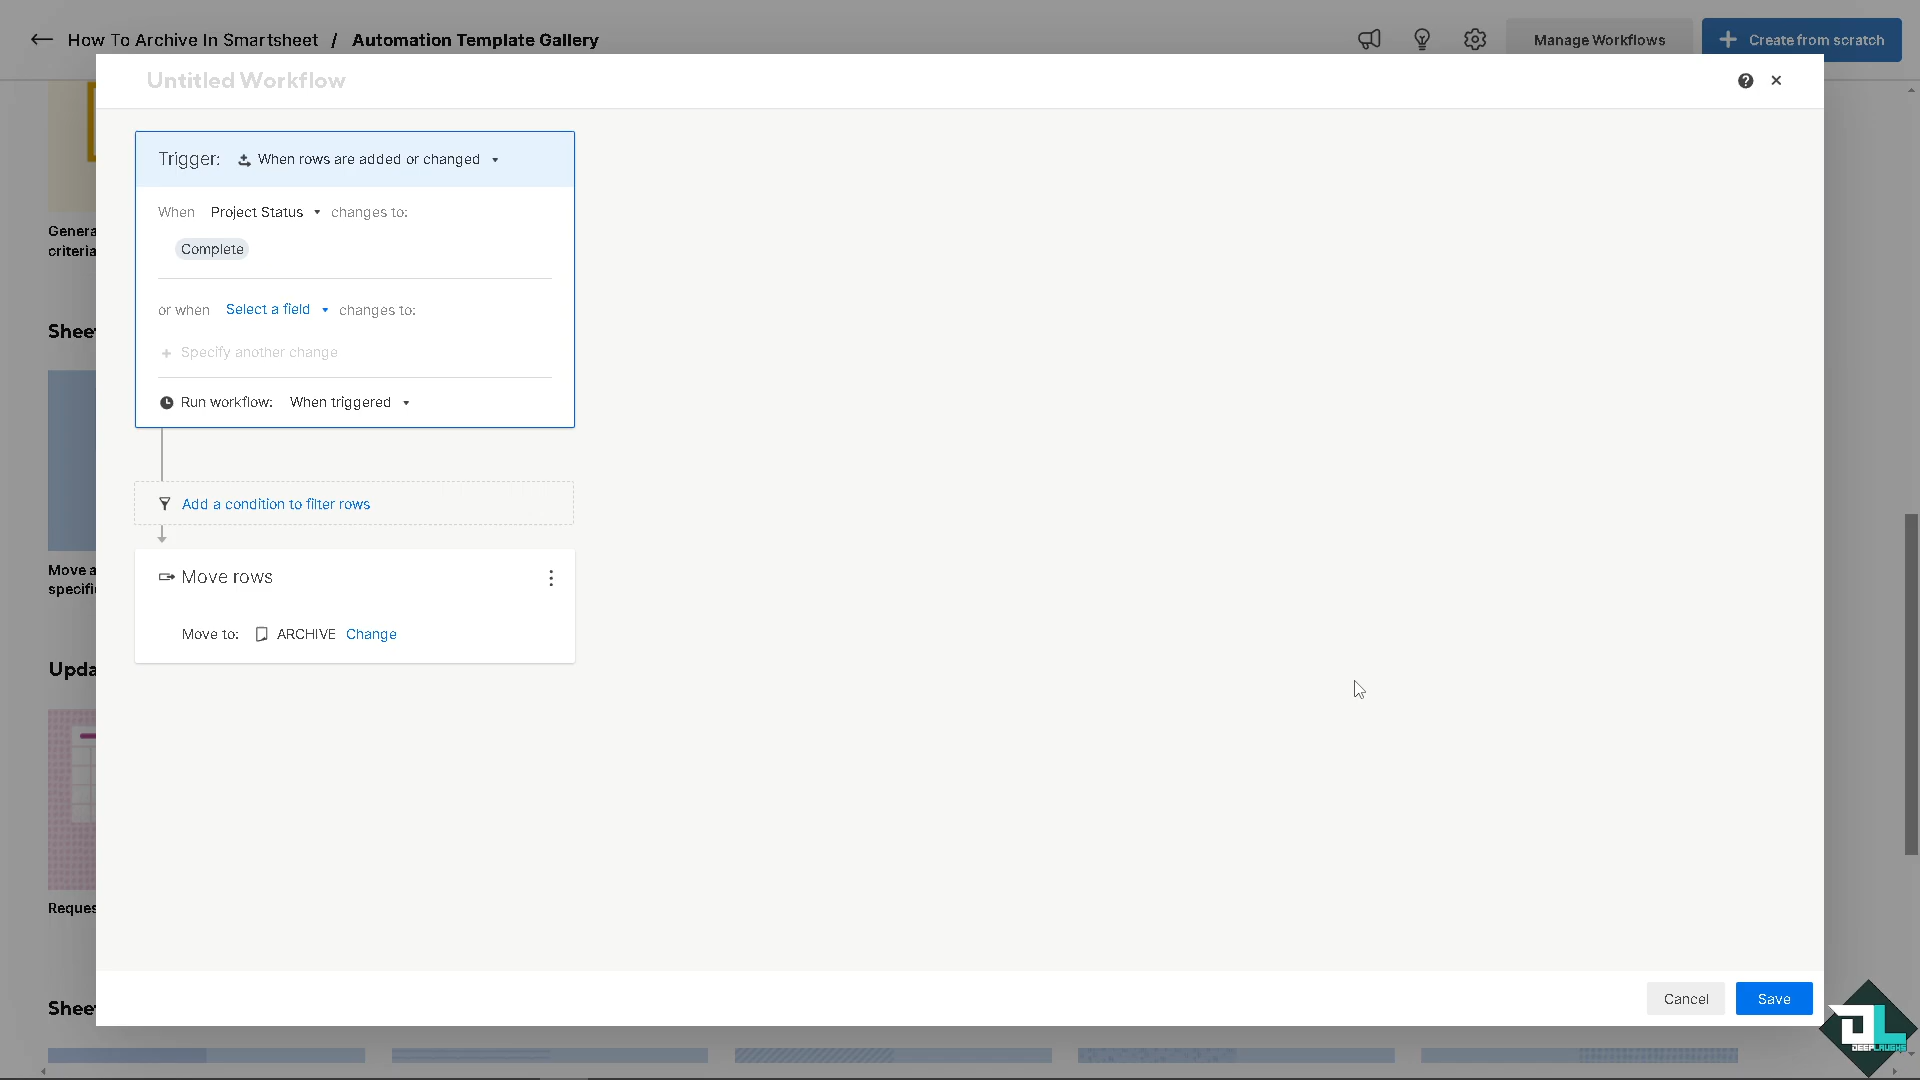 How To Archive In Smartsheet / Automation Template Gallery
Manage Workflows
Create from scratch
Untitled Workflow
Trigger: When rows are added or changed
When Project Status changes to:
Complete
or when Select a field changes to:
+ Specify another change
Run workflow: When triggered
Add a condition to filter rows
Move rows
Move to: ARCHIVE Change
Genera
criteria
Sheet
Move a
specifi
Upda
Reques
Sheet
Cancel
Save
DEEPLAUGHS